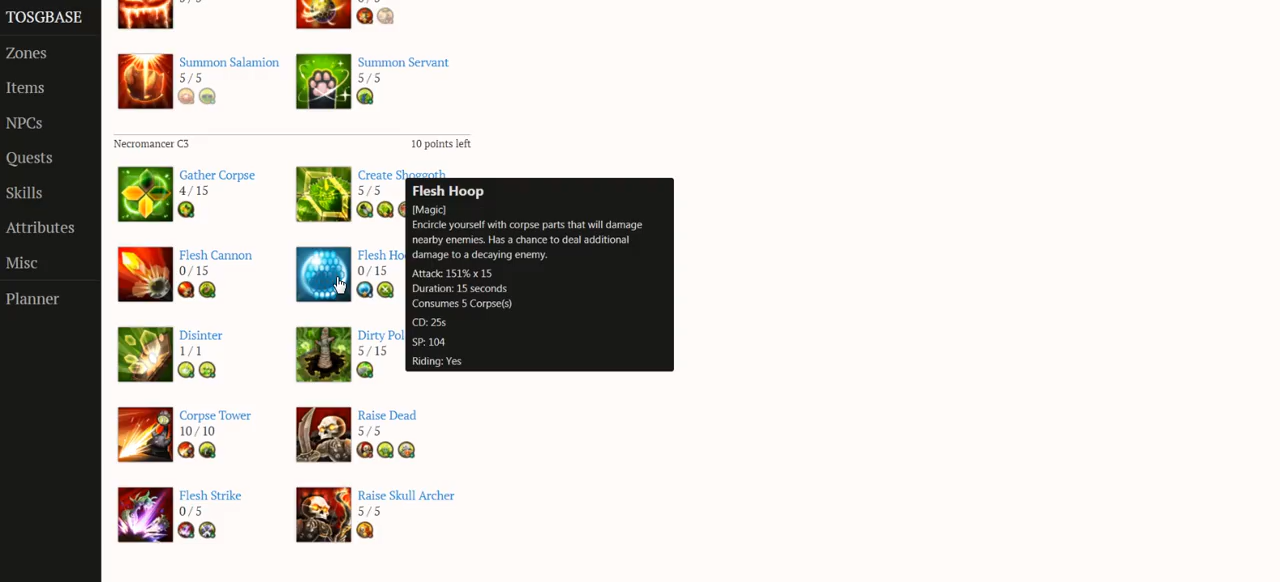 TOSGBASE
Zones
Items
NPCs
Quests
Skills
Attributes
Misc
Planner
Summon Salamion
5 / 5
Summon Servant
5 / 5
Necromancer C3
10 points left
Gather Corpse
4 / 15
Create Shoggoth
5 / 5
Flesh Cannon
0 / 15
Flesh Hoo
0 / 15
Disinter
1 / 1
Dirty Pol
5 / 15
Corpse Tower
10 / 10
Raise Dead
5 / 5
Flesh Strike
0 / 5
Raise Skull Archer
5 / 5
Flesh Hoop
[Magic]
Encircle yourself with corpse parts that will damage
nearby enemies. Has a chance to deal additional
damage to a decaying enemy.
Attack: 151% x 15
Duration: 15 seconds
Consumes 5 Corpse(s)
CD: 25s
SP: 104
Riding: Yes